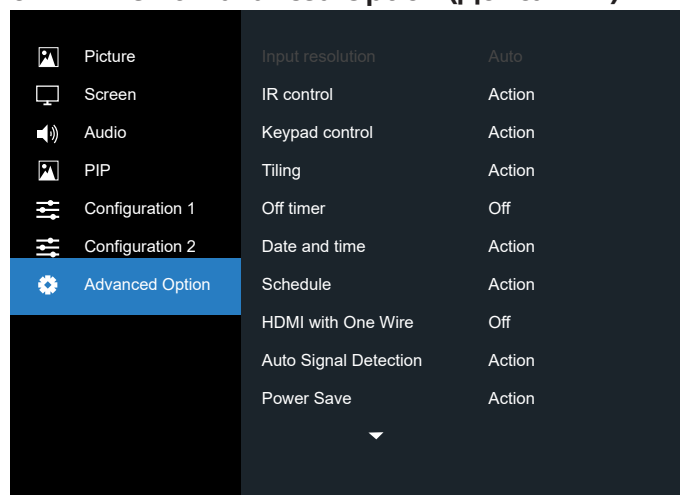 Picture
Screen
Audio
PIP
Configuration 1
Configuration 2
Advanced Option
Input resolution Auto
IR control Action
Keypad control Action
Tiling Action
Off timer Off
Date and time Action
Schedule Action
HDMI with One Wire Off
Auto Signal Detection Action
Power Save Action